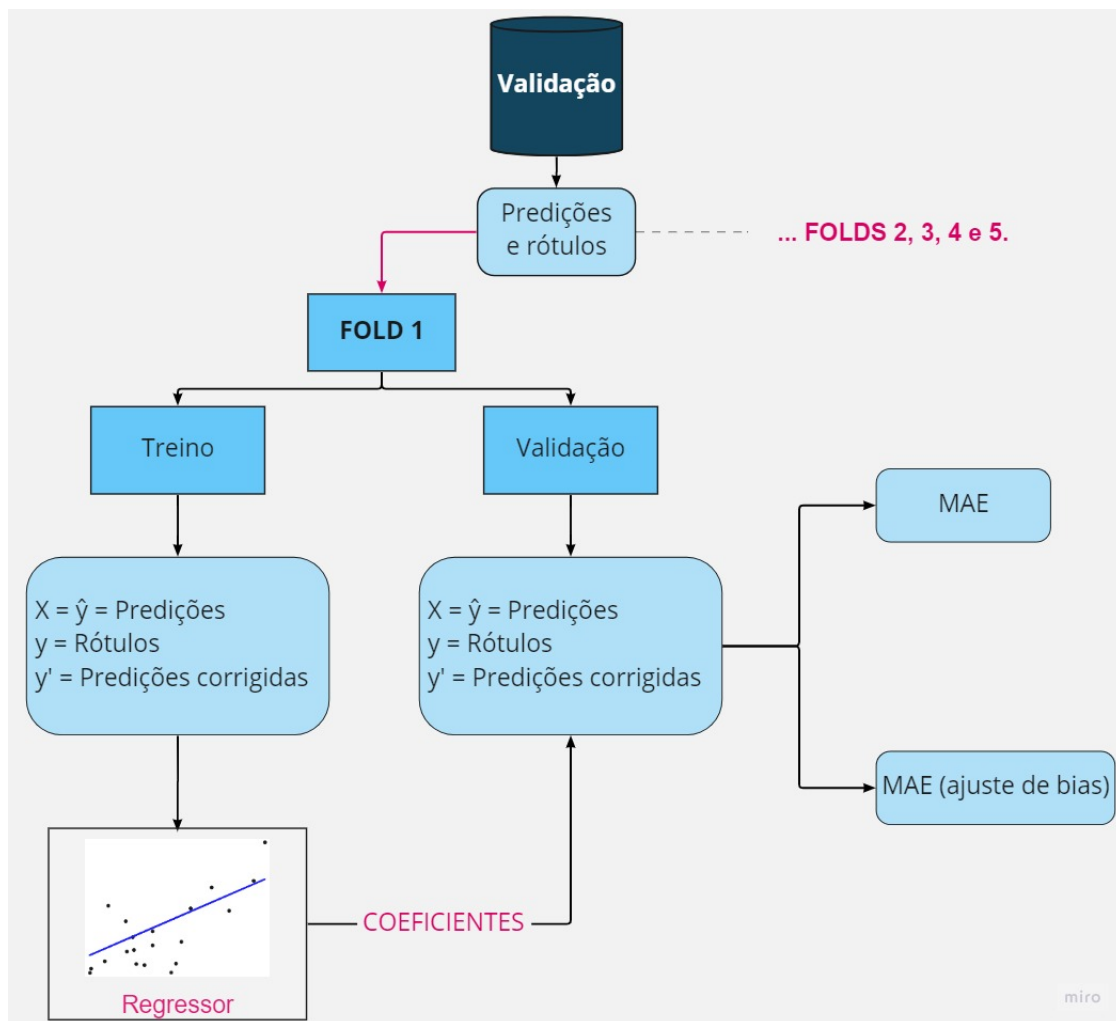 Validação
Predições
e rótulos
... FOLDS 2, 3, 4 e 5.
FOLD 1
Treino
Validação
MAE
X = ŷ = Predições
y = Rótulos
y' = Predições corrigidas
X = ŷ = Predições
y = Rótulos
y' = Predições corrigidas
MAE (ajuste de bias)
COEFICIENTES
Regressor
miro